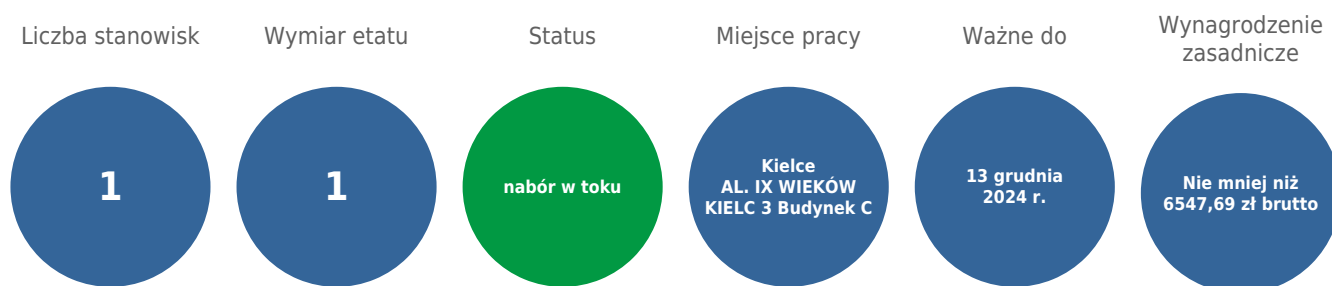 Liczba stanowisk
1
Wymiar etatu
1
Status
nabór w toku
Miejsce pracy
Kielce
AL. IX WIEKÓW
KIELC 3 Budynek C
Ważne do
13 grudnia
2024 r.
Wynagrodzenie
zasadnicze
Nie mniej niż
6547,69 zł brutto